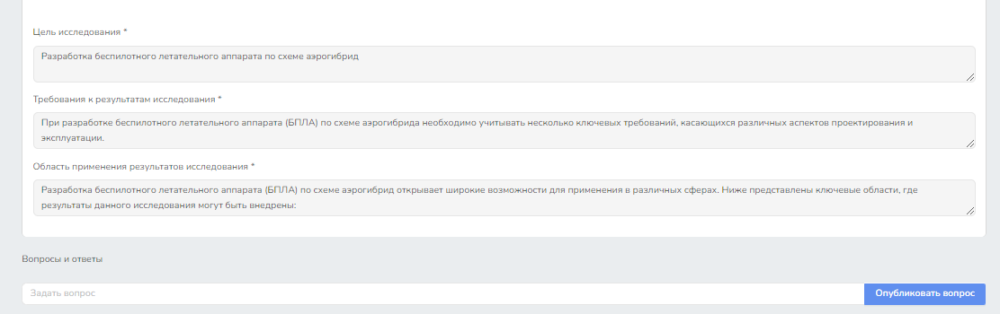 Цель исследования *
Разработка беспилотного летательного аппарата по схеме аэрогибрид
Требования к результатам исследования *
При разработке беспилотного летательного аппарата (БПЛА) по схеме аэрогибрида необходимо учитывать несколько ключевых требований, касающихся различных аспектов проектирования и
эксплуатации.
Область применения результатов исследования *
Разработка беспилотного летательного аппарата (БПЛА) по схеме аэрогибрид открывает широкие возможности для применения в различных сферах. Ниже представлены ключевые области, где
результаты данного исследования могут быть внедрены:
Вопросы и ответы
Задать вопрос
Опубликовать вопрос